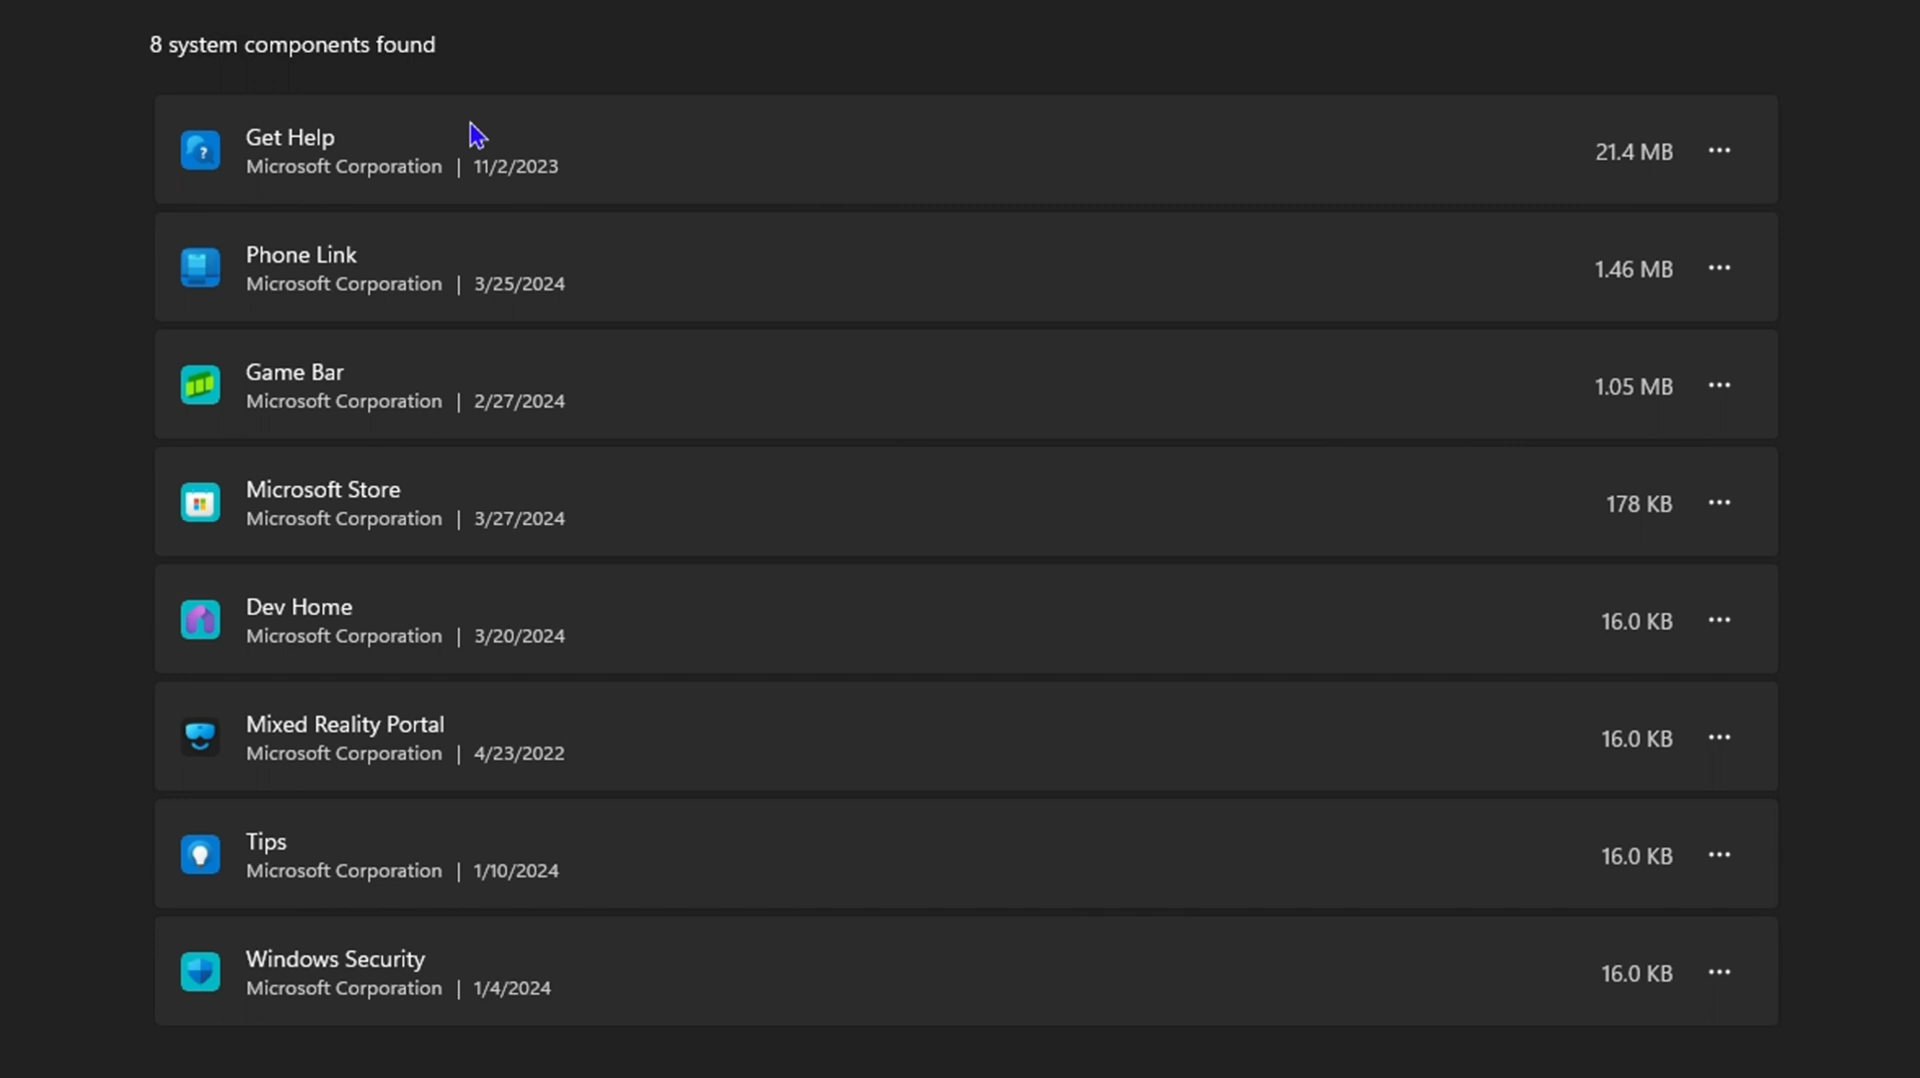 8 system components found
Get Help
Microsoft Corporation | 11/2/2023
21.4 MB
Phone Link
Microsoft Corporation | 3/25/2024
1.46 MB
Game Bar
Microsoft Corporation | 2/27/2024
1.05 MB
Microsoft Store
Microsoft Corporation | 3/27/2024
178 KB
Dev Home
Microsoft Corporation | 3/20/2024
16.0 KB
Mixed Reality Portal
Microsoft Corporation | 4/23/2022
16.0 KB
Tips
Microsoft Corporation | 1/10/2024
16.0 KB
Windows Security
Microsoft Corporation | 1/4/2024
16.0 KB